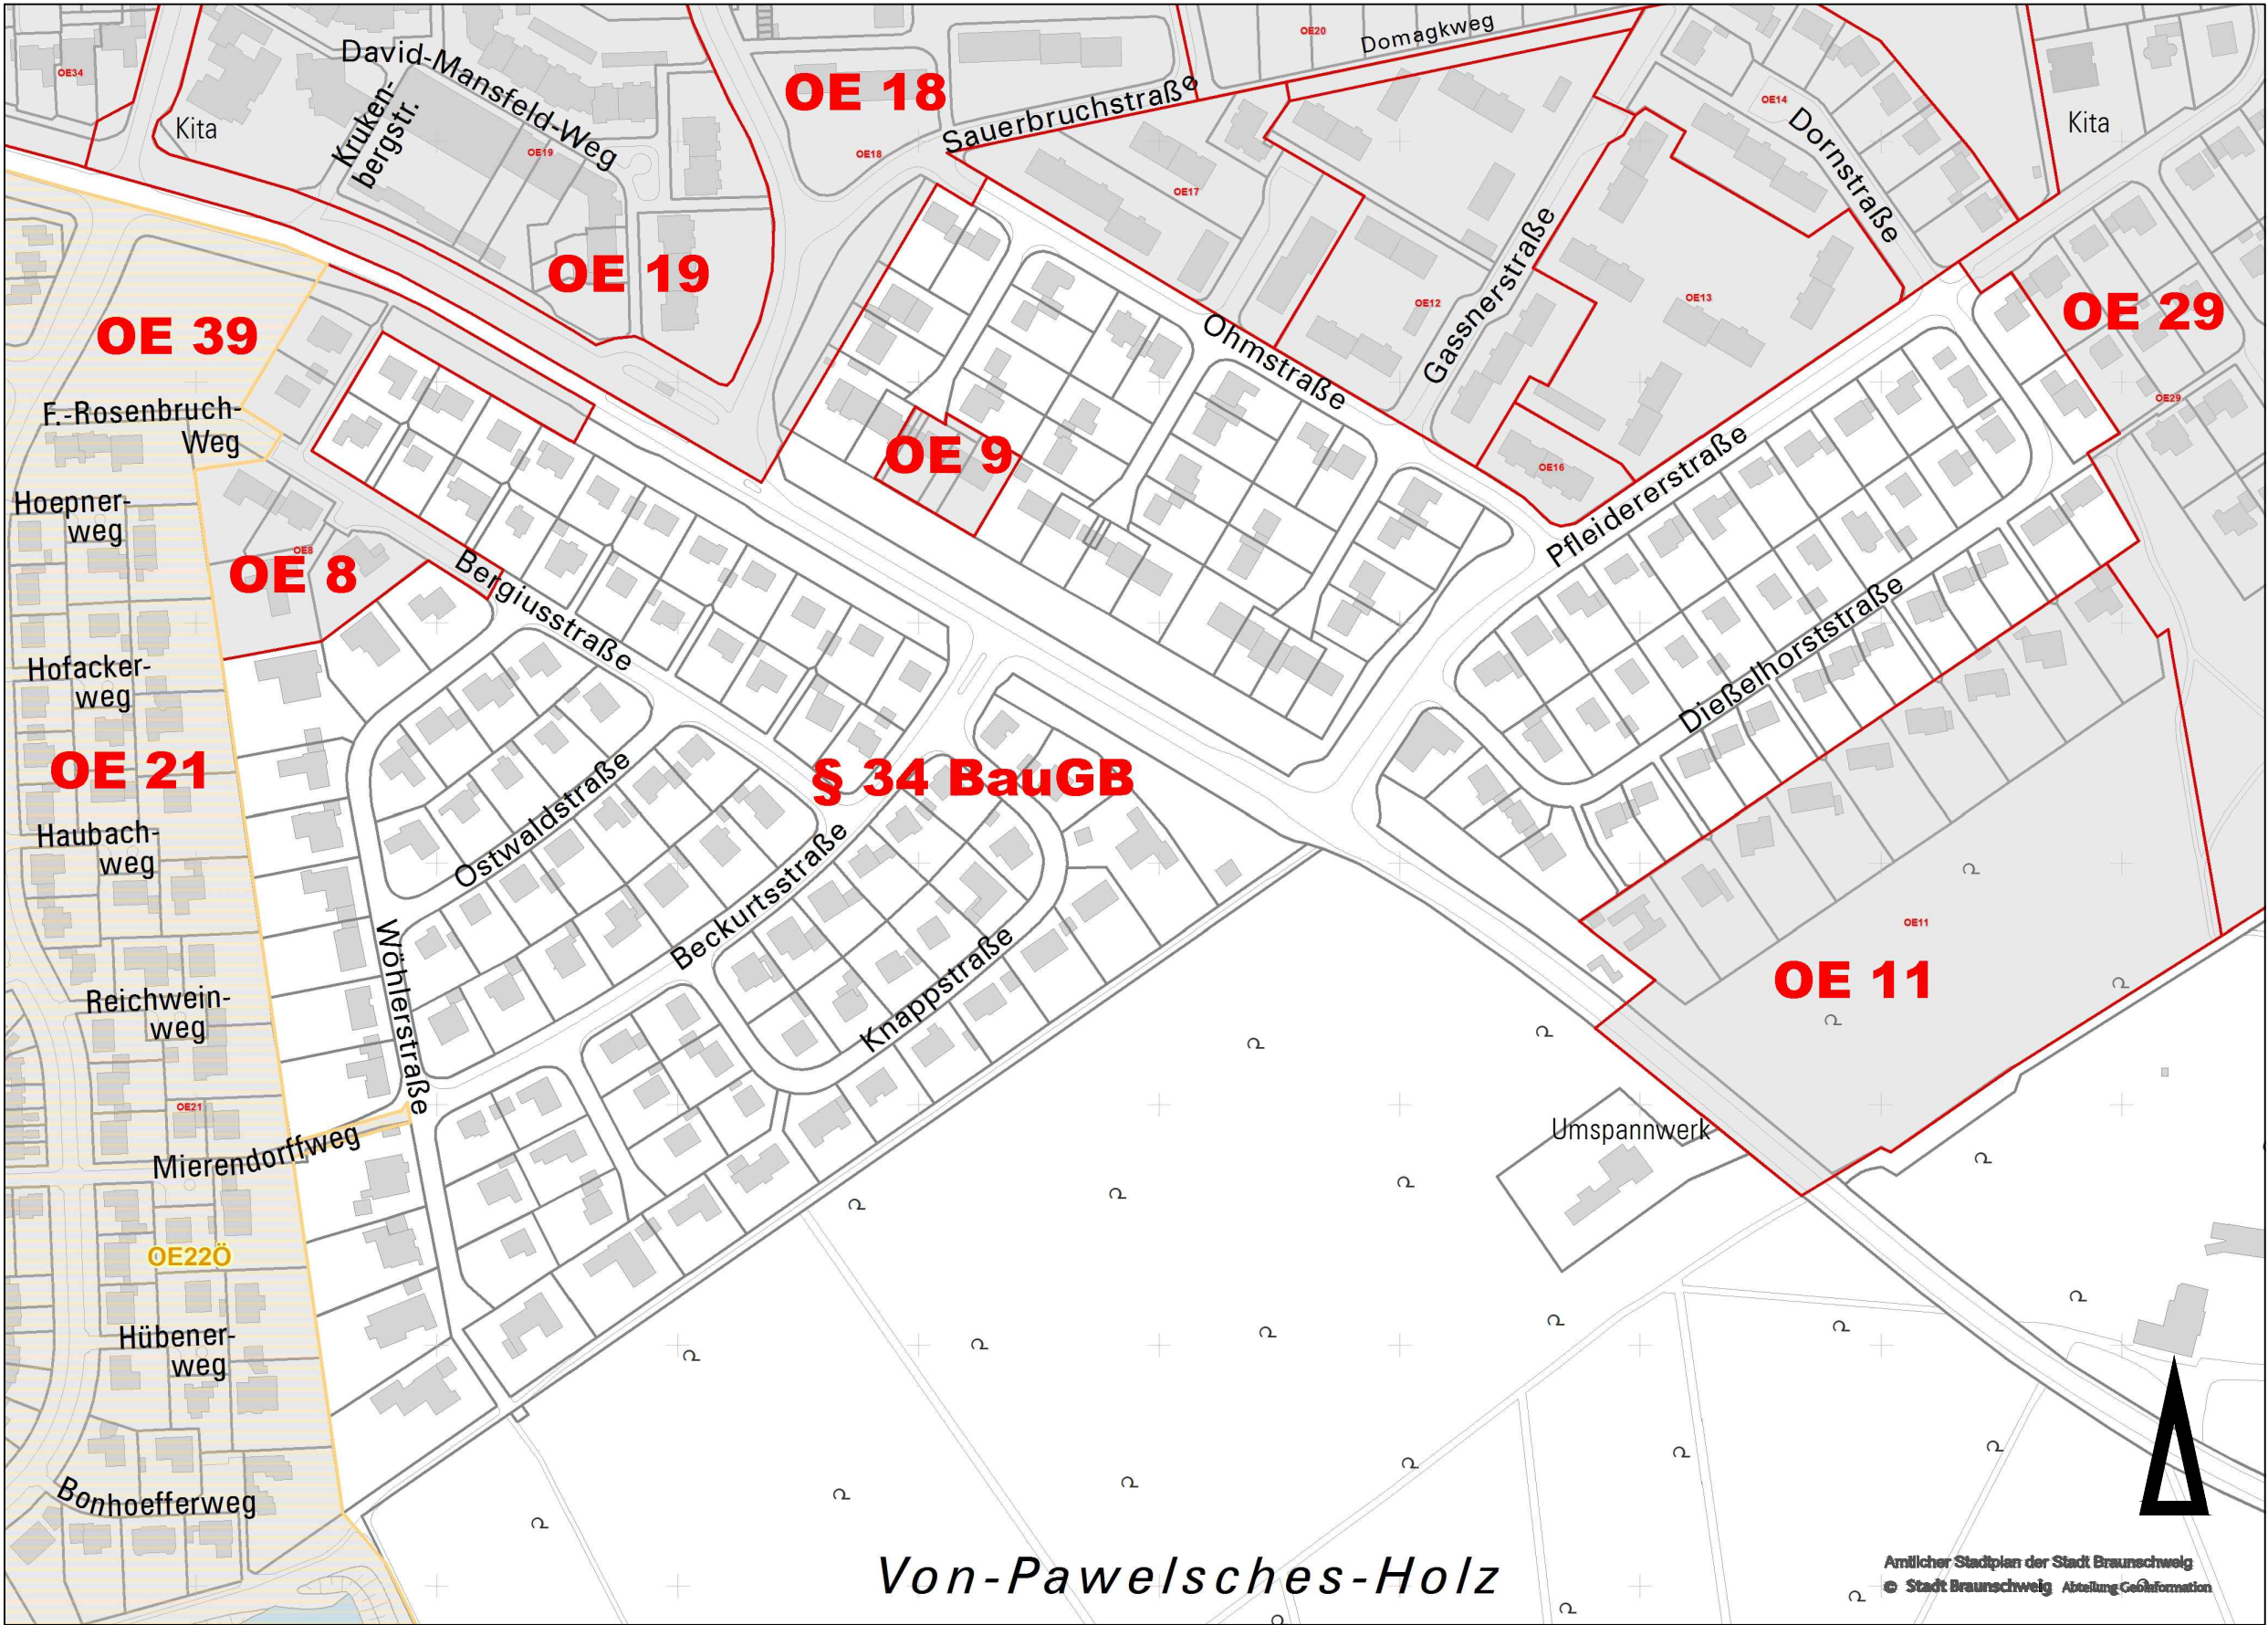 OE20
Domagkweg
David-Mansfeld-Weg
OE34
OE 18
OE14
Kita
Kruken-
bergstr.
Sauerbruchstraße
Dornstraße
Kita
OE19
OE18
OE17
OE 19
OE12
OE13
Gassnerstraße
OE 29
OE 39
Ohmstraße
OE29
F.-Rosenbruch-
Weg
OE 9
OE16
Pfleidererstraße
Hoepner-
weg
OE8
OE 8
Bergiusstraße
Dießelhorststraße
Hofacker-
weg
OE 21
§ 34 BauGB
Ostwaldstraße
Haubach-
weg
Beckurtsstraße
Wöhlerstraße
Knappstraße
OE11
OE 11
Reichwein-
weg
OE21
Mierendorffweg
Umspannwerk
OE22Ö
Hübener-
weg
Bonhoefferweg
Von-Pawelsches-Holz
Amtlicher Stadtplan der Stadt Braunschweig
© Stadt Braunschweig Abteilung Geoinformation